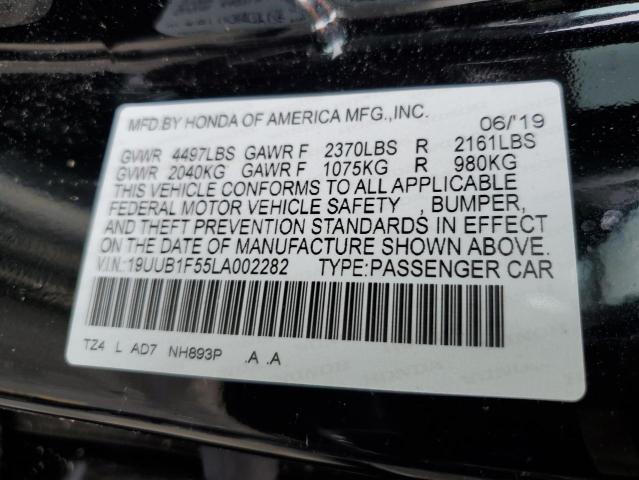 MFD.BY HONDA OF AMERICA MFG.,INC. 06/'19
GVWR 4497LBS GAWR F 2370LBS R 2161LBS
GVWR 2040KG GAWR F 1075KG R 980KG
THIS VEHICLE CONFORMS TO ALL APPLICABLE
FEDERAL MOTOR VEHICLE SAFETY , BUMPER,
AND THEFT PREVENTION STANDARDS IN EFFECT
ON THE DATE OF MANUFACTURE SHOWN ABOVE.
V.I.N.:19UUB1F55LA002282 TYPE:PASSENGER CAR
TZ4 L AD7 NH893P .A .A